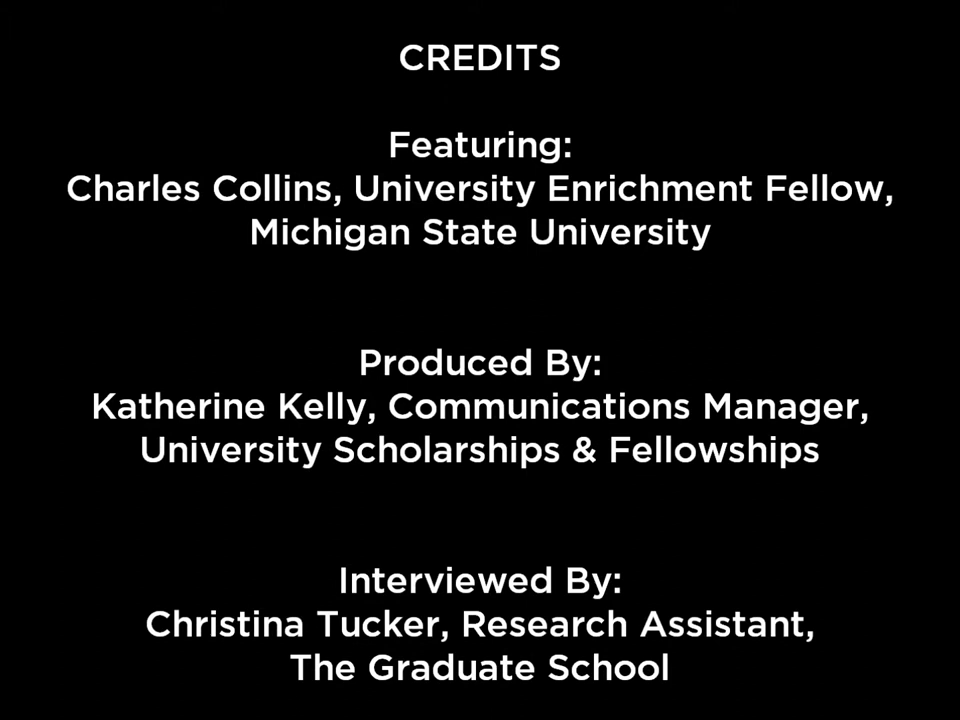 CREDITS
Featuring:
Charles Collins, University Enrichment Fellow,
Michigan State University
Produced By:
Katherine Kelly, Communications Manager,
University Scholarships & Fellowships
Interviewed By:
Christina Tucker, Research Assistant,
The Graduate School